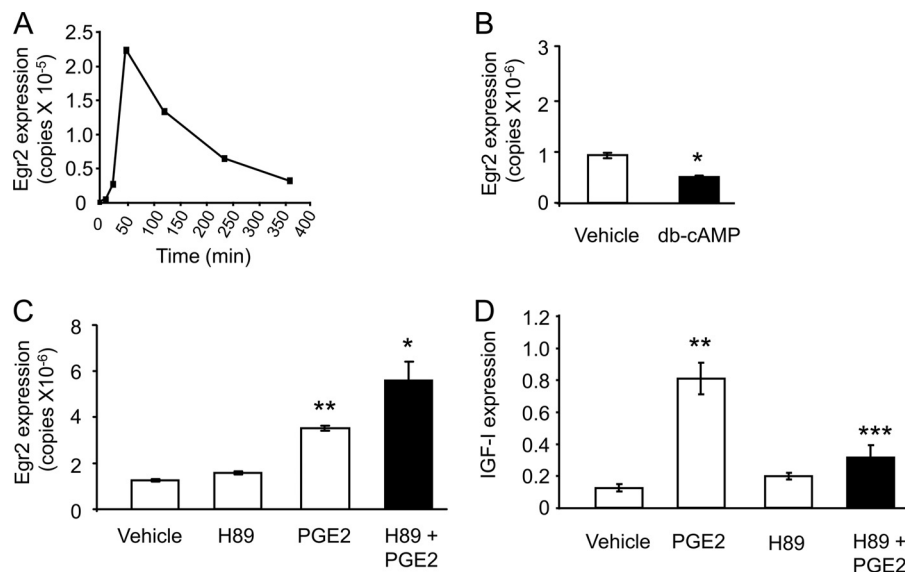 A
Egr2 expression
(copies X 10-5)
2.5
2.0
1.5
1.0
0.5
0
0 50 100 150 200 250 300 350 400
Time (min)
B
Egr2 expression
(copies X10-6)
3
2
1
0
*
Vehicle db-cAMP
C
Egr2 expression
(copies X10-6)
8
6
4
2
0
**
*
Vehicle H89 PGE2 H89 +
PGE2
D
IGF-I expression
1.2
1.0
0.8
0.6
0.4
0.2
0
**
***
Vehicle PGE2 H89 H89 +
PGE2